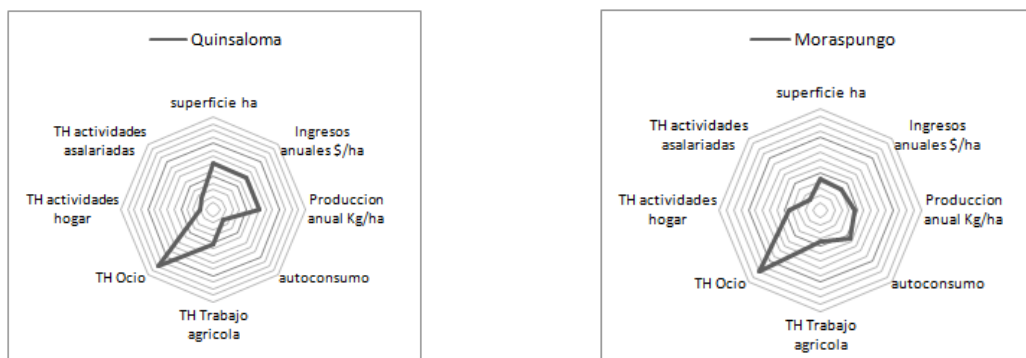 Quinsaloma
superficie ha
TH actividades
asalariadas
Ingresos
anuales $/ha
TH actividades
hogar
Produccion
anual Kg/ha
TH Ocio
autoconsumo
TH Trabajo
agricola
Moraspungo
superficie ha
TH actividades
asalariadas
Ingresos
anuales $/ha
TH actividades
hogar
Produccion
anual Kg/ha
TH Ocio
autoconsumo
TH Trabajo
agricola